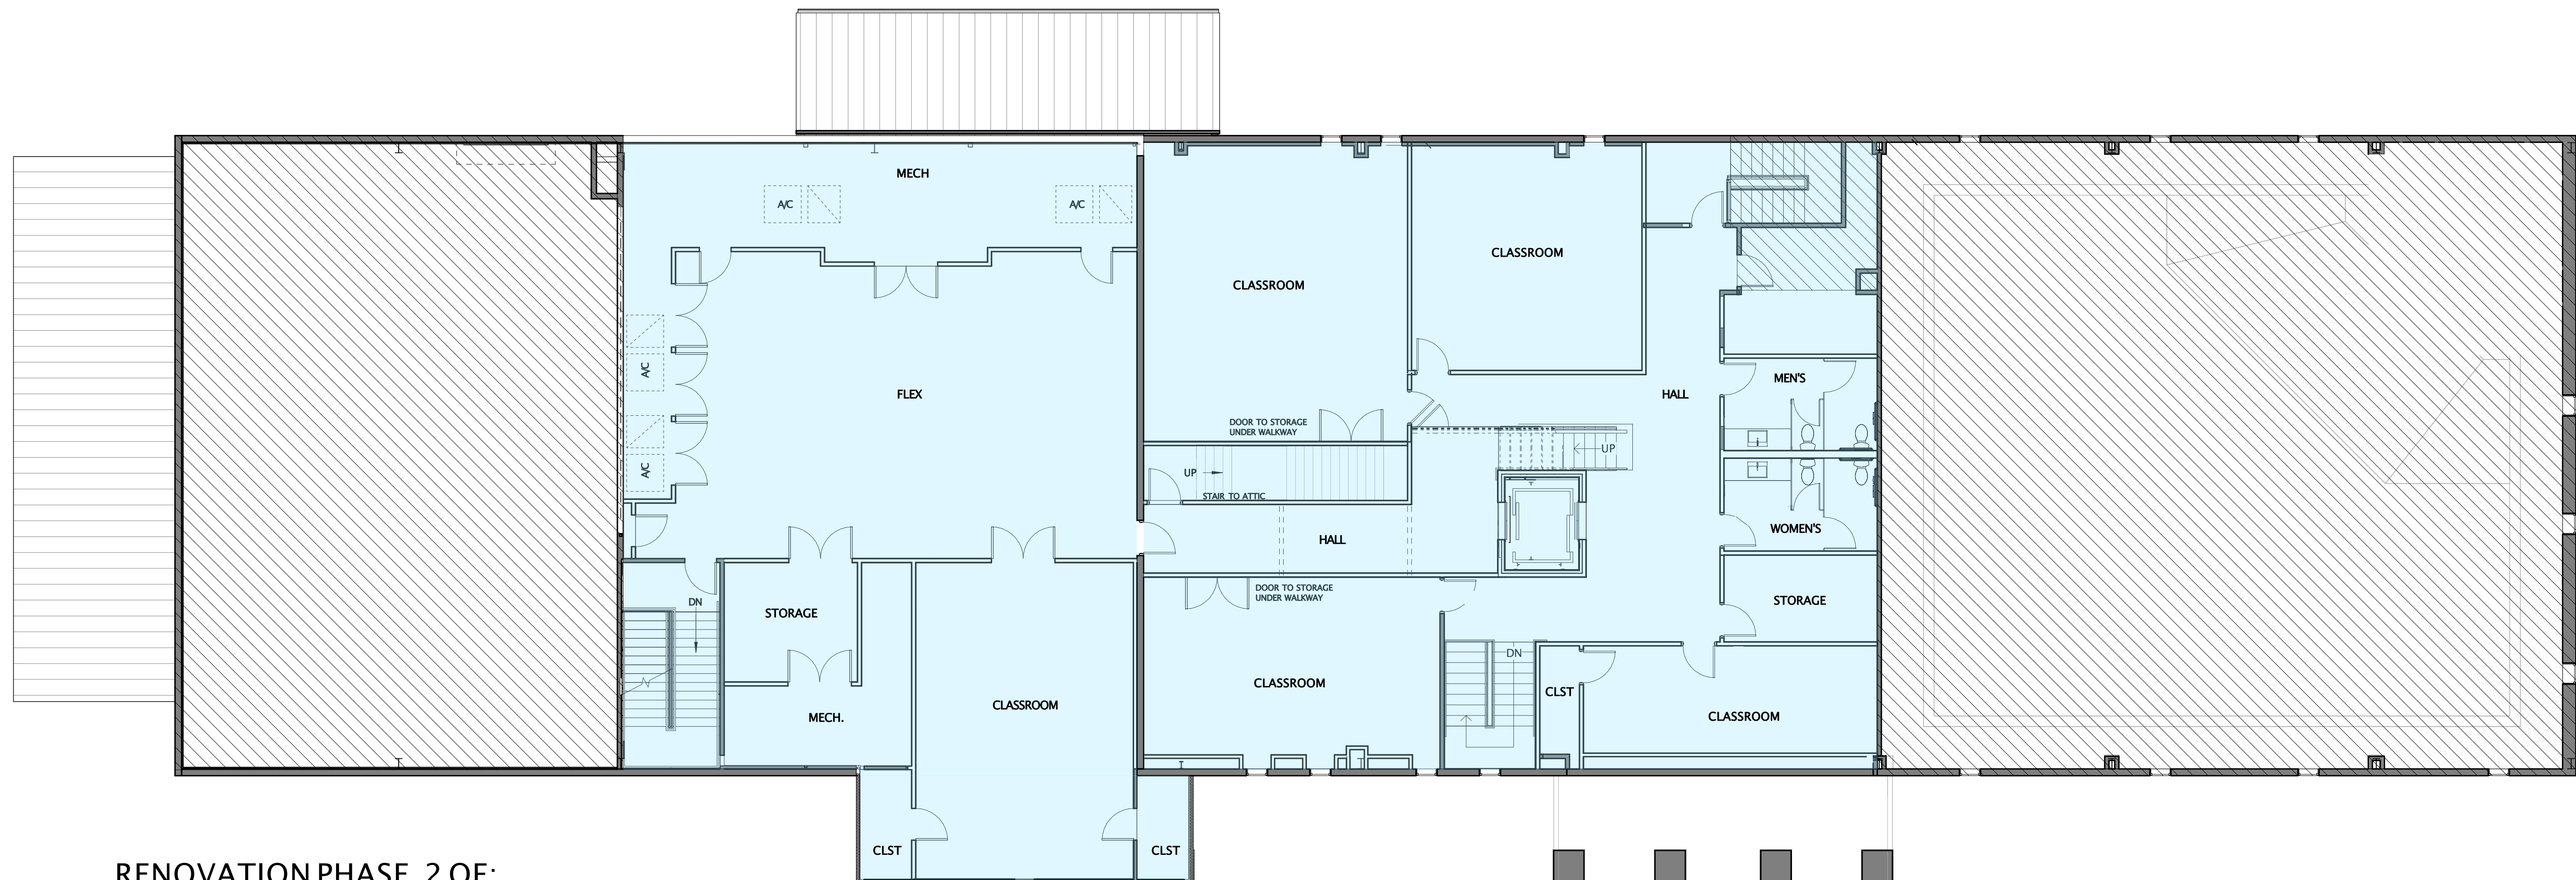 MECH
A/C
A/C
CLASSROOM
CLASSROOM
A/C
FLEX
HALL
MEN'S
DOOR TO STORAGE
UNDER WALKWAY
UP
A/C
UP
STAIR TO ATTIC
HALL
WOMEN'S
DN
STORAGE
DOOR TO STORAGE
UNDER WALKWAY
STORAGE
DN
CLASSROOM
CLST
CLASSROOM
MECH.
CLASSROOM
CLST
CLST
RENOVATION PHASE 2 OF: